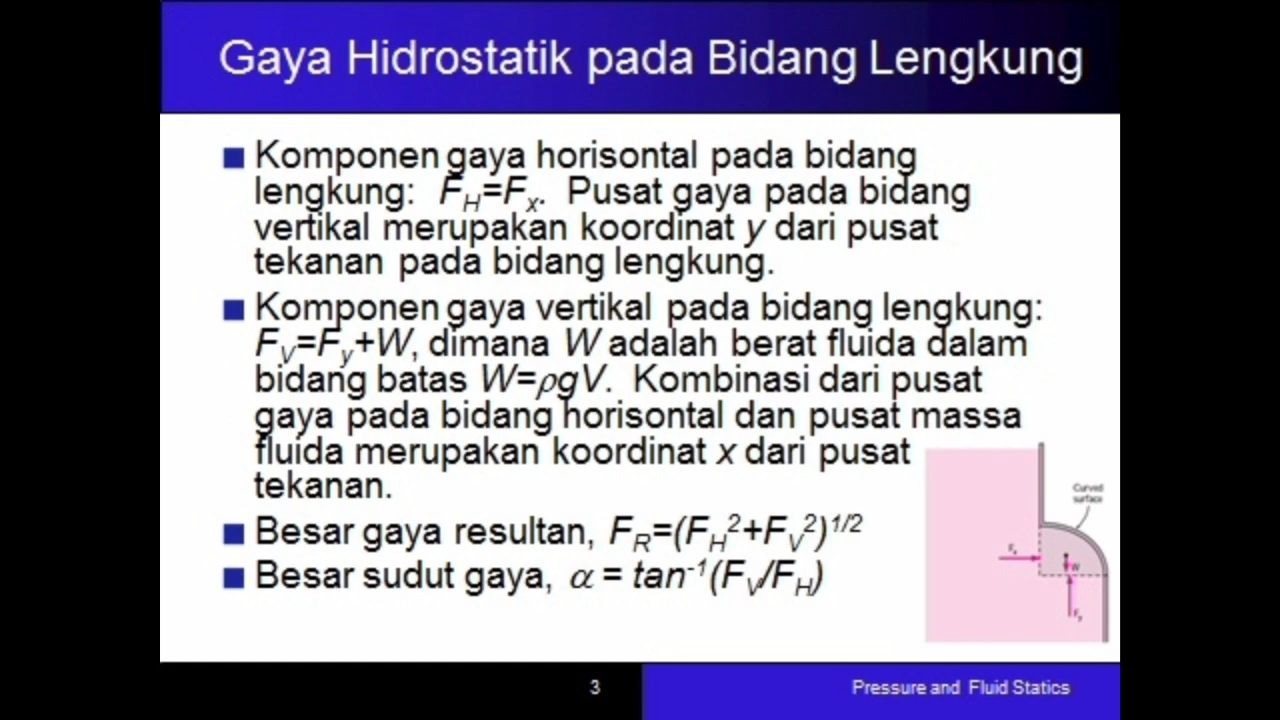 Gaya Hidrostatik pada Bidang Lengkung
Komponen gaya horisontal pada bidang
lengkung: F_H=F_x. Pusat gaya pada bidang
vertikal merupakan koordinat y dari pusat
tekanan pada bidang lengkung.
Komponen gaya vertikal pada bidang lengkung:
F_V=F_y+W, dimana W adalah berat fluida dalam
bidang batas W=ρgV. Kombinasi dari pusat
gaya pada bidang horisontal dan pusat massa
fluida merupakan koordinat x dari pusat
tekanan.
Besar gaya resultan, F_R=(F_H²+F_V²)^1/2
Besar sudut gaya, α = tan⁻¹(F_V/F_H)
Curved
surface
F_x
W
F_y
3
Pressure and Fluid Statics